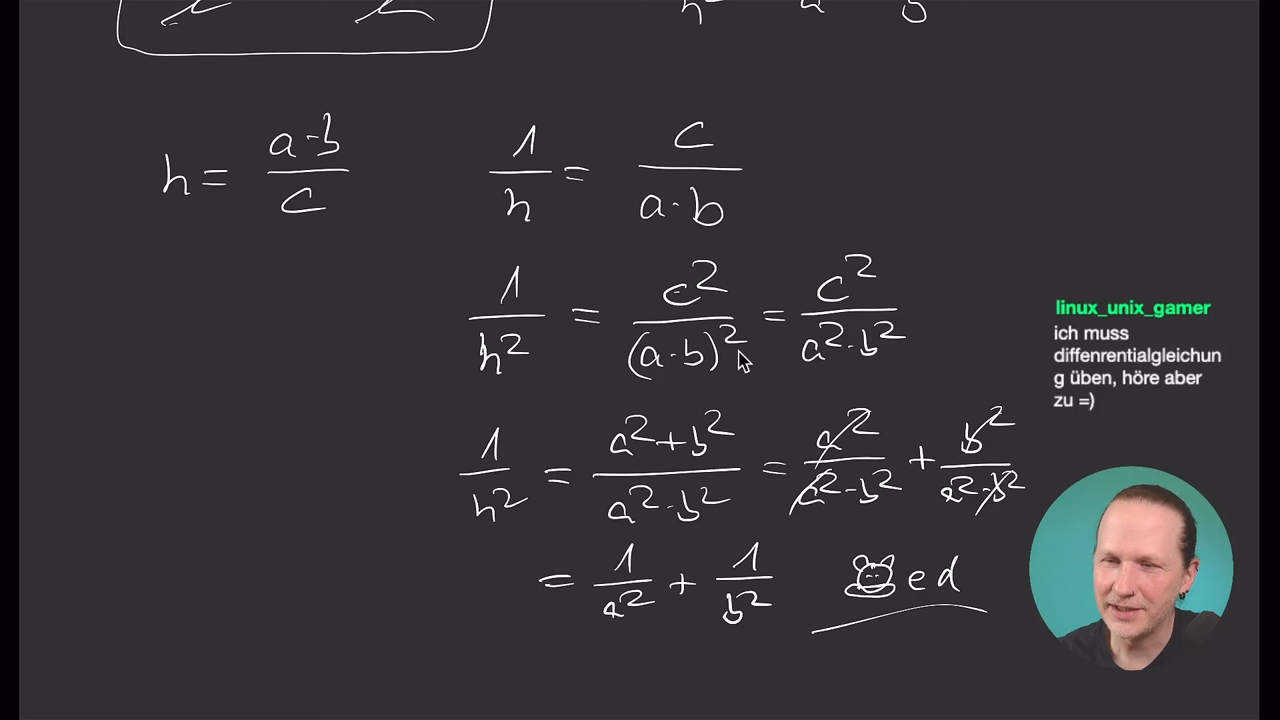 h² a b
h = a·b / c    1/h = c / a·b
1/h² = c² / (a·b)² = c² / a²·b²
linux_unix_gamer
ich muss
diffenrentialgleichun
g üben, höre aber
zu =)
1/h² = a²+b² / a²·b² = a² / a²·b² + b² / a²·b²
= 1/a² + 1/b²    ed